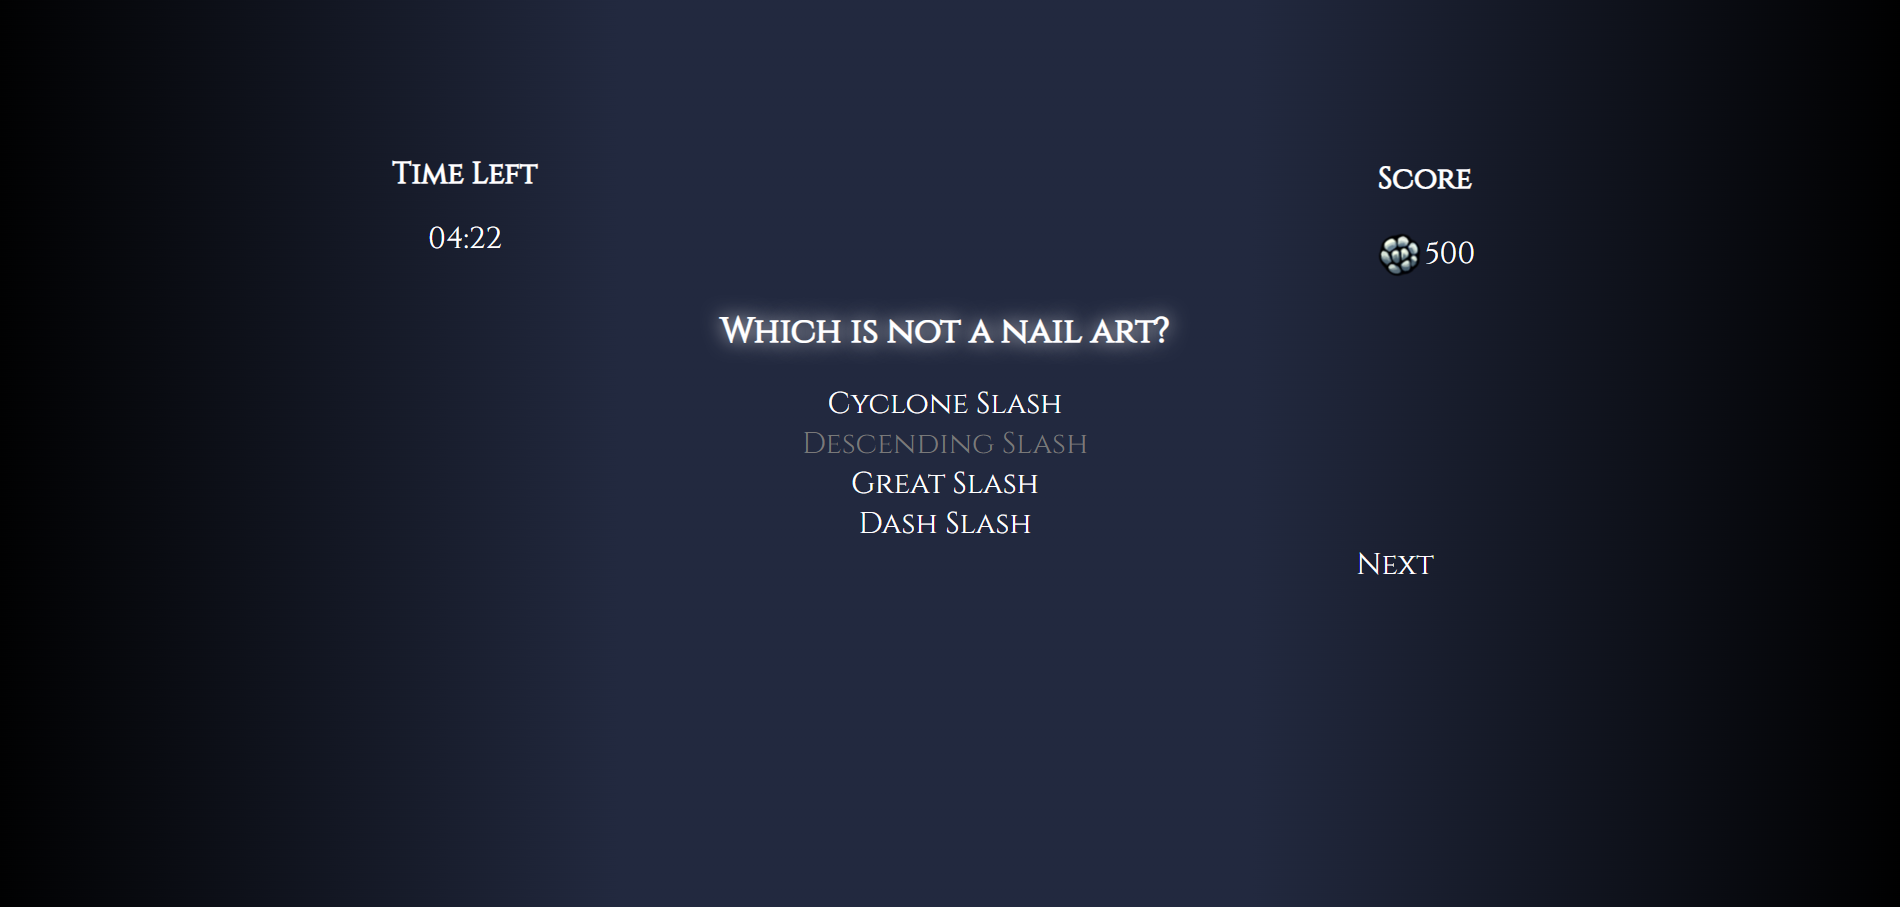 Time Left
04:22
Score
500
Which is not a nail art?
Cyclone Slash
Descending Slash
Great Slash
Dash Slash
Next